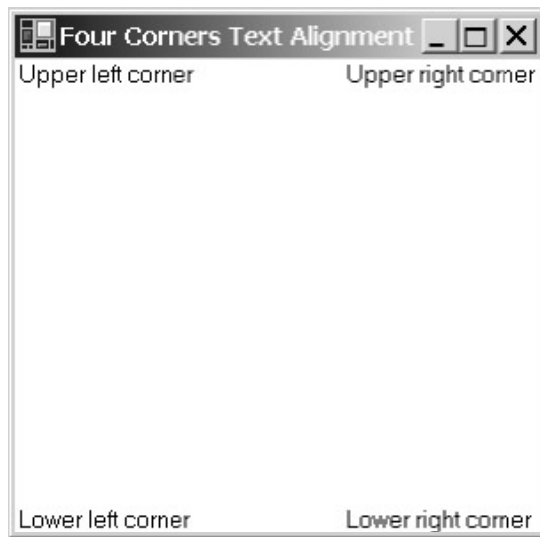 Four Corners Text Alignment
Upper left corner Upper right corner
Lower left corner Lower right corner